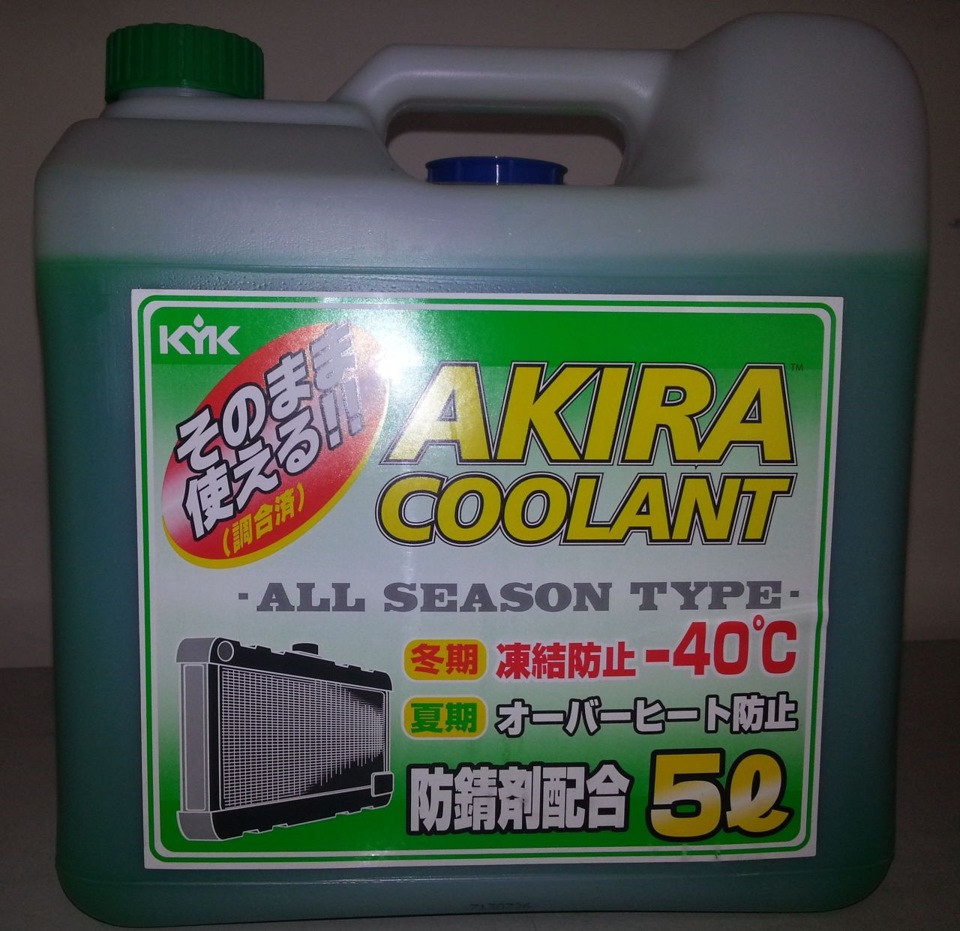 KYK
そのまま
使える!!
(調合済)
AKIRA™
COOLANT
-ALL SEASON TYPE-
冬期 凍結防止 -40℃
夏期 オーバーヒート防止
防錆剤配合 5ℓ